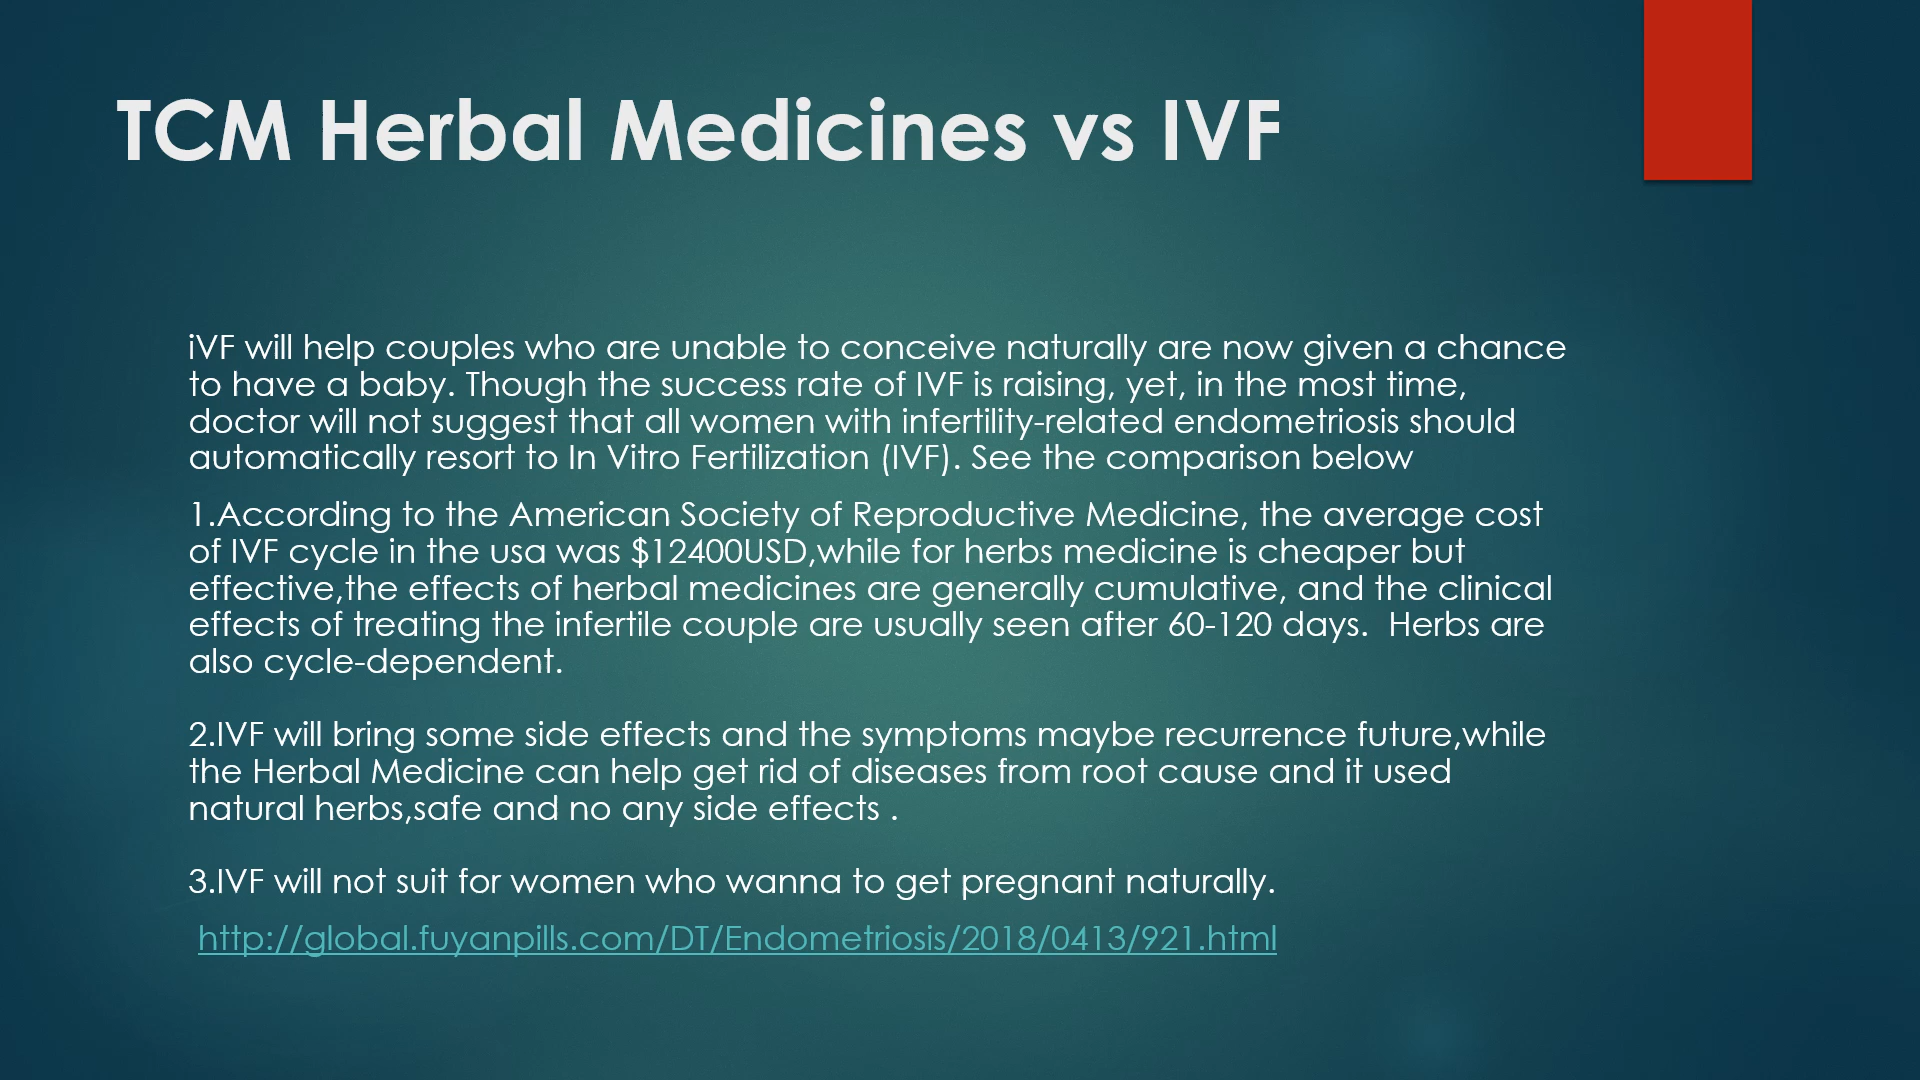 TCM Herbal Medicines vs IVF
iVF will help couples who are unable to conceive naturally are now given a chance
to have a baby. Though the success rate of IVF is raising, yet, in the most time,
doctor will not suggest that all women with infertility-related endometriosis should
automatically resort to In Vitro Fertilization (IVF). See the comparison below
1.According to the American Society of Reproductive Medicine, the average cost
of IVF cycle in the usa was $12400USD,while for herbs medicine is cheaper but
effective,the effects of herbal medicines are generally cumulative, and the clinical
effects of treating the infertile couple are usually seen after 60-120 days.  Herbs are
also cycle-dependent.
2.IVF will bring some side effects and the symptoms maybe recurrence future,while
the Herbal Medicine can help get rid of diseases from root cause and it used
natural herbs,safe and no any side effects .
3.IVF will not suit for women who wanna to get pregnant naturally.
http://global.fuyanpills.com/DT/Endometriosis/2018/0413/921.html